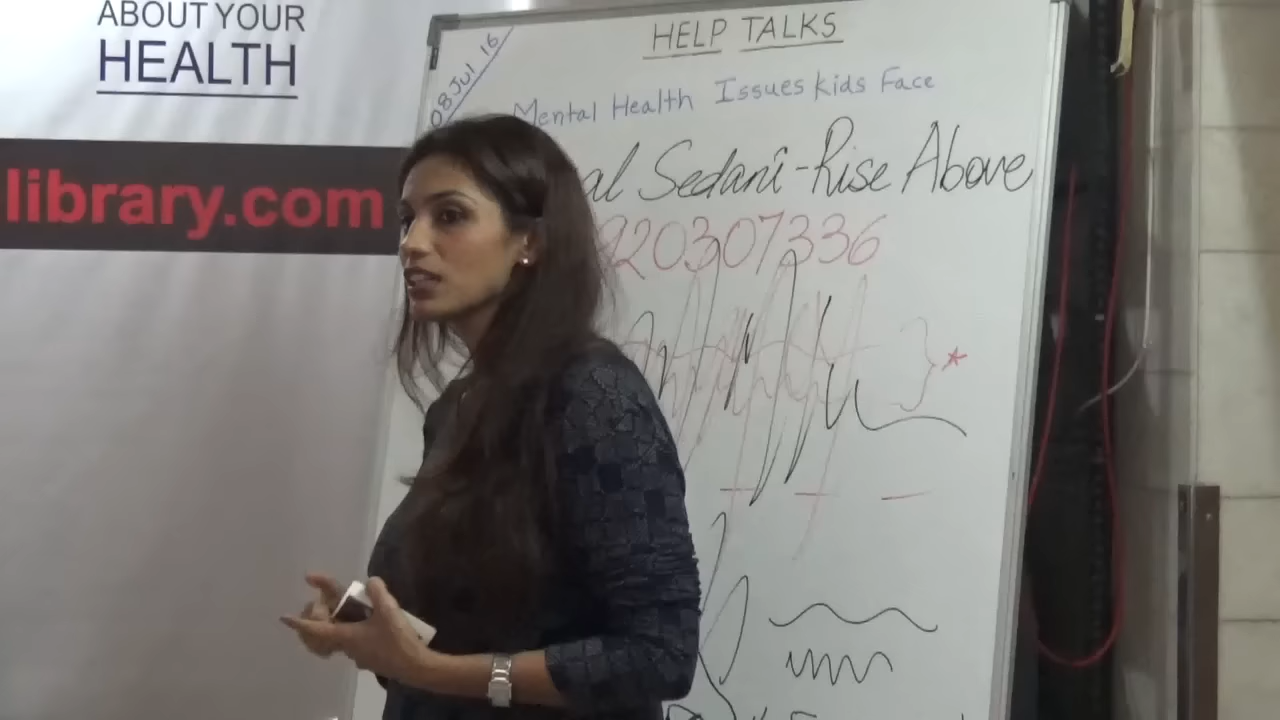 ABOUT YOUR
HEALTH
library.com
HELP TALKS
08 Jul 16
Mental Health Issues Kids Face
al Sedani - Rise Above
920307336